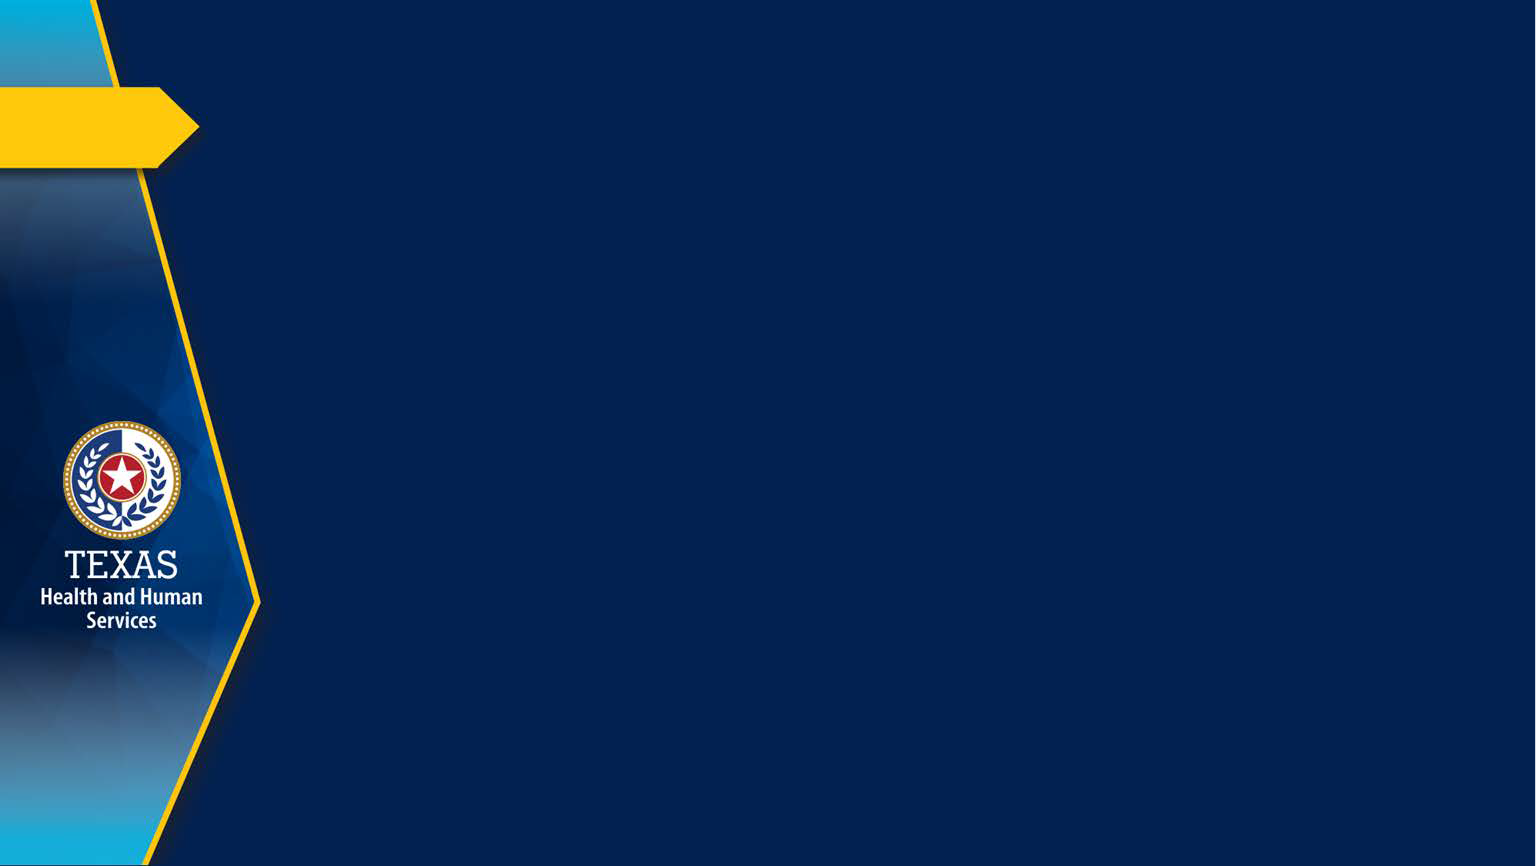 TEXAS
Health and Human
Services